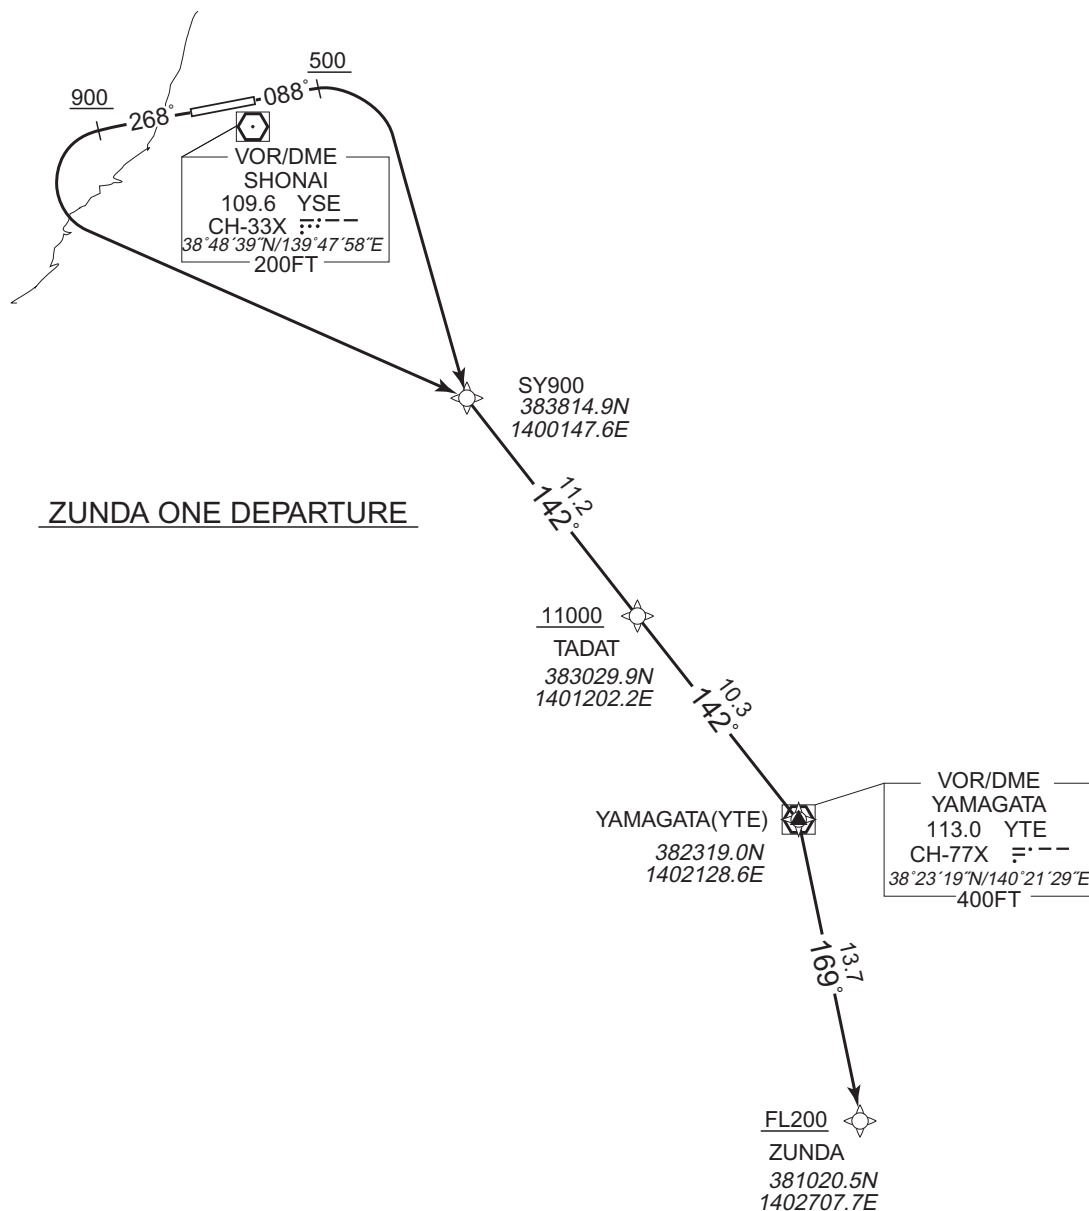 500
900
268°
088°
VOR/DME
SHONAI
109.6 YSE
CH-33X
38°48´39˝N/139°47´58˝E
200FT
SY900
383814.9N
1400147.6E
ZUNDA ONE DEPARTURE
11.2
142°
11000
TADAT
383029.9N
1401202.2E
10.3
142°
VOR/DME
YAMAGATA
113.0 YTE
CH-77X
38°23´19˝N/140°21´29˝E
400FT
YAMAGATA(YTE)
382319.0N
1402128.6E
13.7
169°
FL200
ZUNDA
381020.5N
1402707.7E